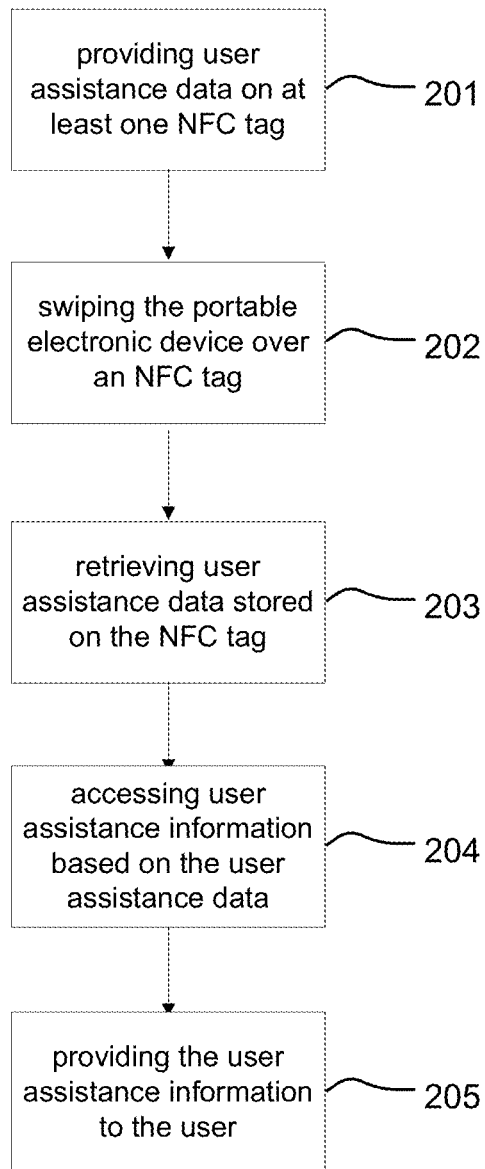 providing user
assistance data on at
least one NFC tag
201
swiping the portable
electronic device over
an NFC tag
202
retrieving user
assistance data stored
on the NFC tag
203
accessing user
assistance information
based on the user
assistance data
204
providing the user
assistance information
to the user
205